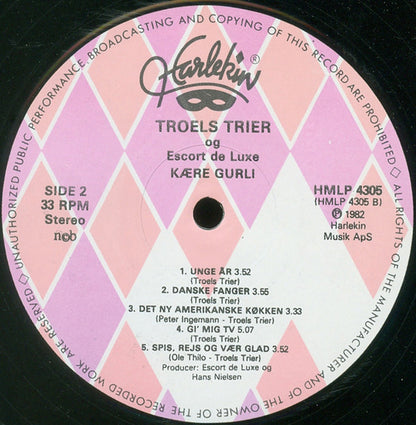 UNAUTHORIZED PUBLIC PERFORMANCE, BROADCASTING AND COPYING OF THIS RECORD PROHIBITED ◇ ALL RIGHTS OF THE MANUFACTURER AND OF THE OWNER OF THE RECORDED WORK ARE RESERVED ◇
Harlekin®
TROELS TRIER
og
Escort de Luxe
KÆRE GURLI
SIDE 2
33 RPM
Stereo
ncb
HMLP 4305
(HMLP 4305 B)
℗ 1982
Harlekin
Musik ApS
1. UNGE ÅR 3.52
(Troels Trier)
2. DANSKE FANGER 3.55
(Troels Trier)
3. DET NY AMERIKANSKE KØKKEN 3.33
(Peter Ingemann - Troels Trier)
4. GI' MIG TV 5.07
(Troels Trier)
5. SPIS, REJS OG VÆR GLAD 3.52
(Ole Thilo - Troels Trier)
Producer: Escort de Luxe og
Hans Nielsen